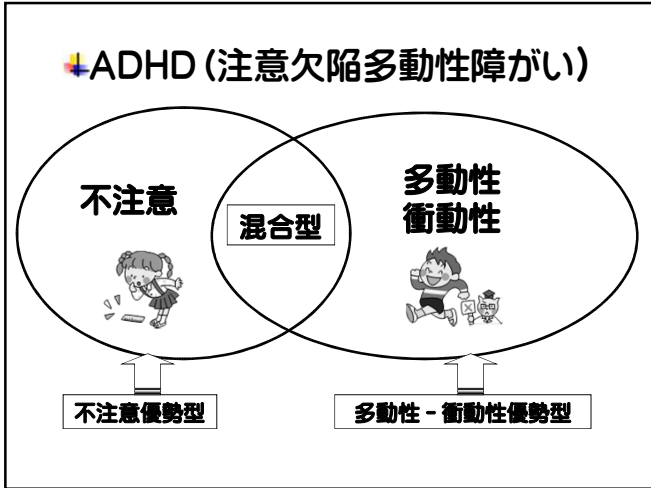 ADHD(注意欠陥多動性障がい)
不注意
混合型
多動性
衝動性
不注意優勢型
多動性-衝動性優勢型